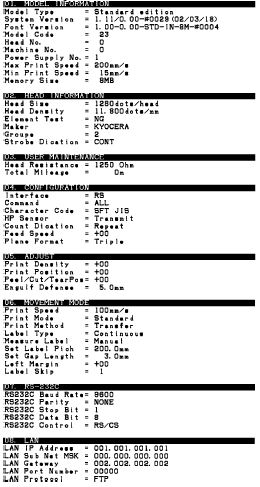 01. MODEL INFORMATION
Model Type = Standard edition
System Version = 1.11/0.00-#0028(02/03/18)
Font Version = 1.00-0.00-STD-1N-8M-#0004
Model Code = 23
Head No. = 0
Machine No. = 0
Power Supply No. = 1
Max Print Speed = 200mm/s
Min Print Speed = 15mm/s
Memory Size = 8MB
02. HEAD INFORMATION
Head Size = 1280dots/head
Head Density = 11.800dots/mm
Element Test = NG
Maker = KYOCERA
Groups = 2
Strobe Dication = CONT
03. USER MAINTENANCE
Head Resistance = 1250 Ohm
Total Mileage = 0m
04. CONFIGURATION
Interface = RS
Command = ALL
Character Code = SFT JIS
HP Sensor = Transmit
Count Dication = Repeat
Feed Speed = +00
Plane Format = Triple
05. ADJUST
Print Density = +00
Print Position = +00
Peel/Cut/TearPos= +00
Engulf Defense = 5.0mm
06. MOVEMENT MODE
Print Speed = 100mm/s
Print Mode = Standard
Print Method = Transfer
Label Type = Continuous
Measure Label = Manual
Set Label Pich = 200.0mm
Set Gap Length = 3.0mm
Left Margin = +00
Label Skip = 1
07. RS-232C
RS232C Baud Rate= 9600
RS232C Parity = NONE
RS232C Stop Bit = 1
RS232C Data Bit = 8
RS232C Control = RS/CS
08. LAN
LAN IP Address = 001.001.001.001
LAN Sub Net MSK = 000.000.000.000
LAN Gateway = 002.002.002.002
LAN Port Number = 00000
LAN Protocol = FTP